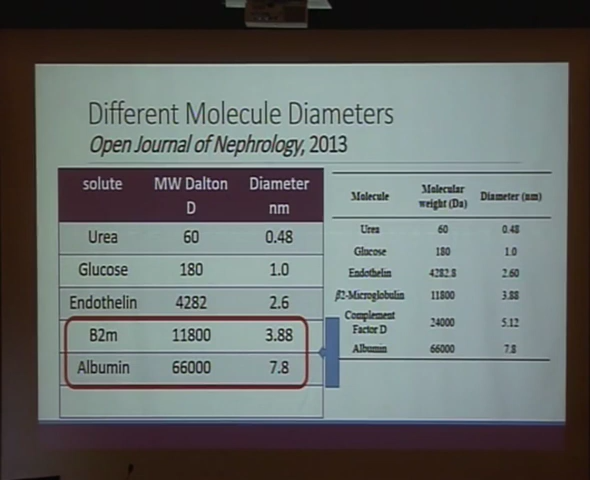 Different Molecule Diameters
Open Journal of Nephrology, 2013
solute MW Dalton Diameter
D nm
Urea 60 0.48
Glucose 180 1.0
Endothelin 4282 2.6
B2m 11800 3.88
Albumin 66000 7.8
Molecule Molecular Diameter (nm)
weight (Da)
Urea 60 0.48
Glucose 180 1.0
Endothelin 4282.8 2.60
β2-Microglobulin 11800 3.88
Complement
Factor D 24000 5.12
Albumin 66000 7.8